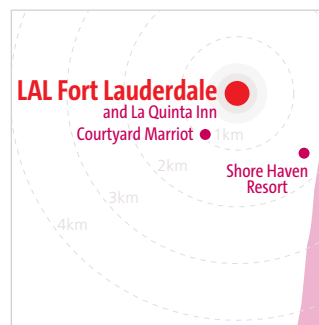 LAL Fort Lauderdale
and La Quinta Inn
Courtyard Marriot
1km
2km
Shore Haven
Resort
3km
4km